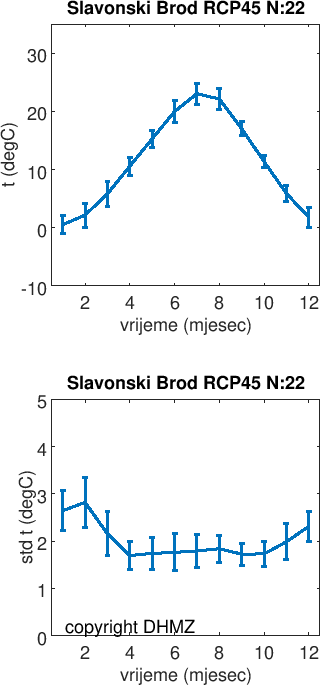 Slavonski Brod RCP45 N:22
30
20
10
0
-10
t (degC)
2 4 6 8 10 12
vrijeme (mjesec)
Slavonski Brod RCP45 N:22
5
4
3
2
1
0
std t (degC)
copyright DHMZ
2 4 6 8 10 12
vrijeme (mjesec)